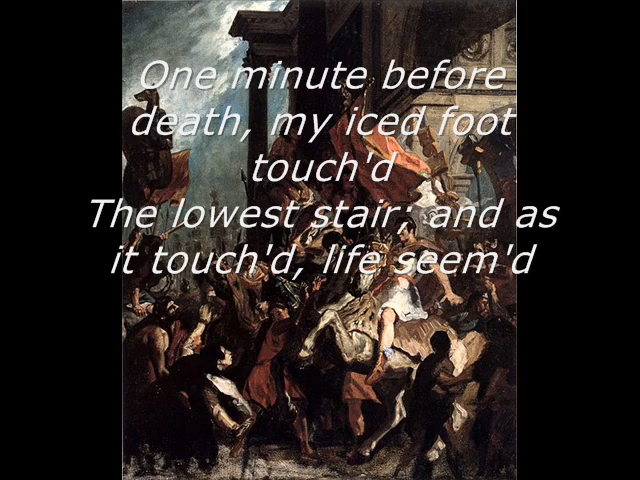 One minute before
death, my iced foot
touch'd
The lowest stair; and as
it touch'd, life seem'd